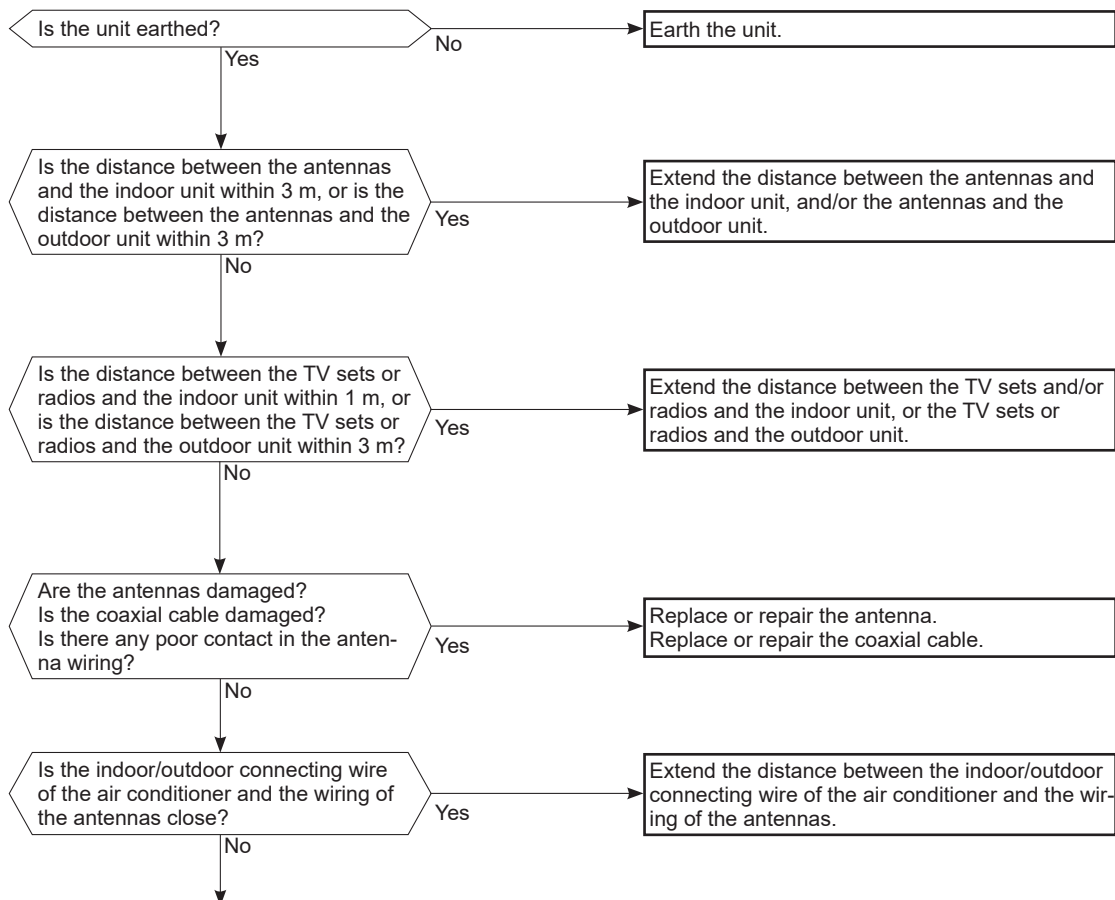 Is the unit earthed?
No
Earth the unit.
Yes
Is the distance between the antennas
and the indoor unit within 3 m, or is the
distance between the antennas and the
outdoor unit within 3 m?
Yes
Extend the distance between the antennas and
the indoor unit, and/or the antennas and the
outdoor unit.
No
Is the distance between the TV sets or
radios and the indoor unit within 1 m, or
is the distance between the TV sets or
radios and the outdoor unit within 3 m?
Yes
Extend the distance between the TV sets and/or
radios and the indoor unit, or the TV sets or
radios and the outdoor unit.
No
Are the antennas damaged?
Is the coaxial cable damaged?
Is there any poor contact in the anten-
na wiring?
Yes
Replace or repair the antenna.
Replace or repair the coaxial cable.
No
Is the indoor/outdoor connecting wire
of the air conditioner and the wiring of
the antennas close?
Yes
Extend the distance between the indoor/outdoor
connecting wire of the air conditioner and the wir-
ing of the antennas.
No